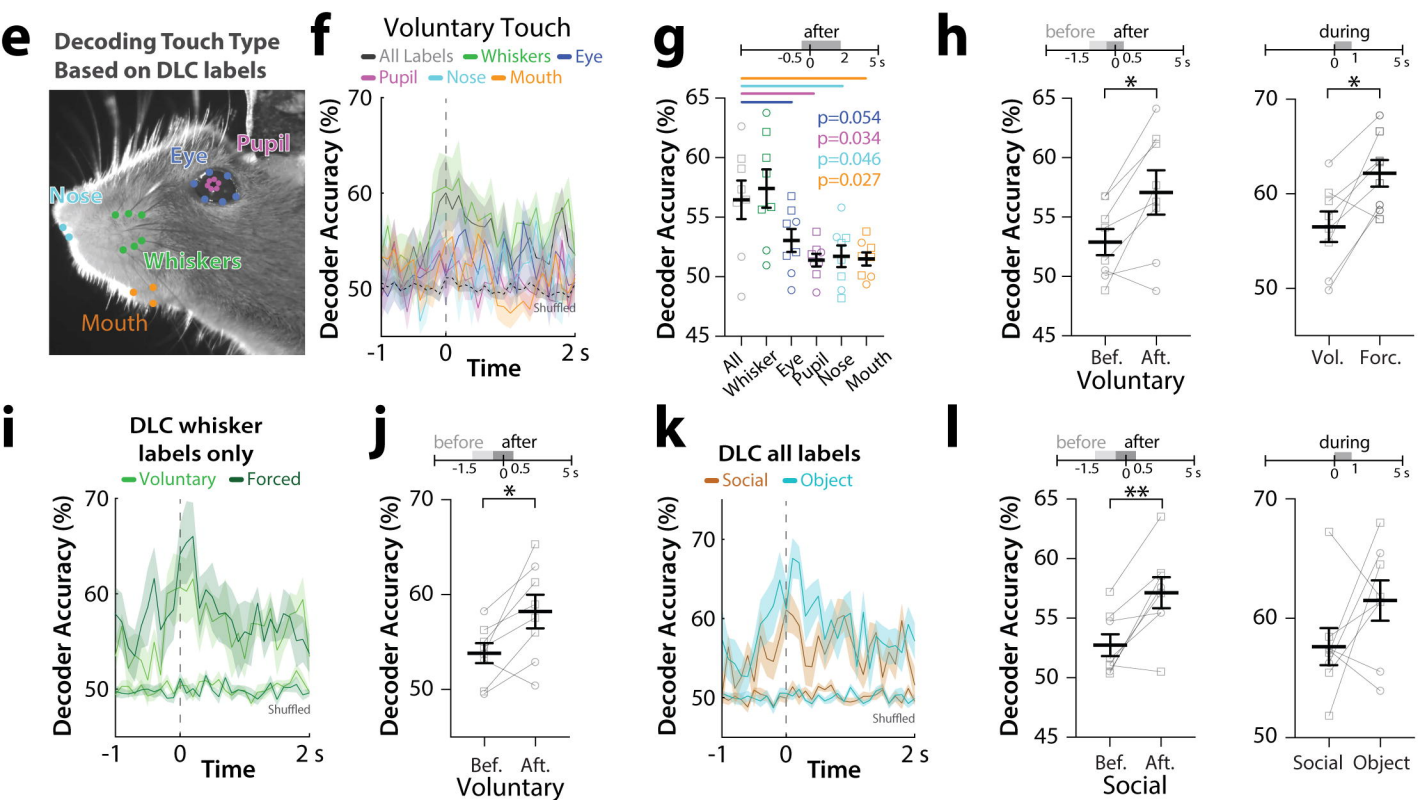 e
Decoding Touch Type
Based on DLC labels
Pupil
Eye
Nose
Whiskers
Mouth
f
Voluntary Touch
All Labels Whiskers Eye
Pupil Nose Mouth
Decoder Accuracy (%)
70
60
50
Shuffled
-1 0 2 s
Time
g
after
-0.5 0 2 5 s
Decoder Accuracy (%)
65
60
55
50
45
p=0.054
p=0.034
p=0.046
p=0.027
All
Whisker
Eye
Pupil
Nose
Mouth
h
before after
-1.5 0 0.5 5 s
*
Decoder Accuracy (%)
65
60
55
50
45
Bef. Aft.
Voluntary
during
0 1 5 s
*
70
60
50
Vol. Forc.
i
DLC whisker
labels only
Voluntary Forced
Decoder Accuracy (%)
70
60
50
Shuffled
-1 0 2 s
Time
j
before after
-1.5 0 0.5 5 s
*
Decoder Accuracy (%)
70
60
50
Bef. Aft.
Voluntary
k
DLC all labels
Social Object
Decoder Accuracy (%)
70
60
50
Shuffled
-1 0 2 s
Time
l
before after
-1.5 0 0.5 5 s
**
Decoder Accuracy (%)
65
60
55
50
45
Bef. Aft.
Social
during
0 1 5 s
70
60
50
Social Object